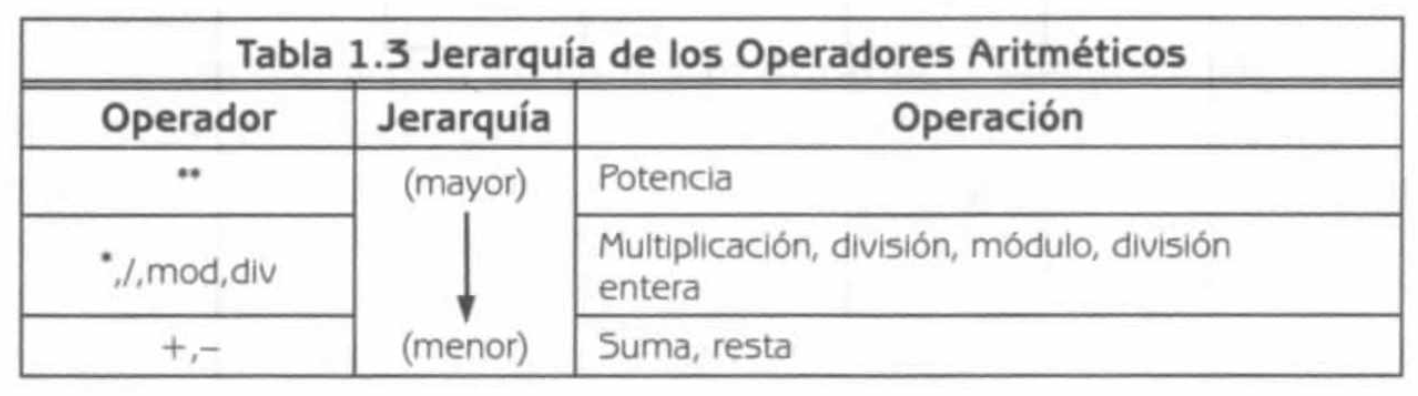 Tabla 1.3 Jerarquía de los Operadores Aritméticos
Operador Jerarquía Operación
** (mayor) Potencia
*,/,mod,div Multiplicación, división, módulo, división
entera
+,– (menor) Suma, resta